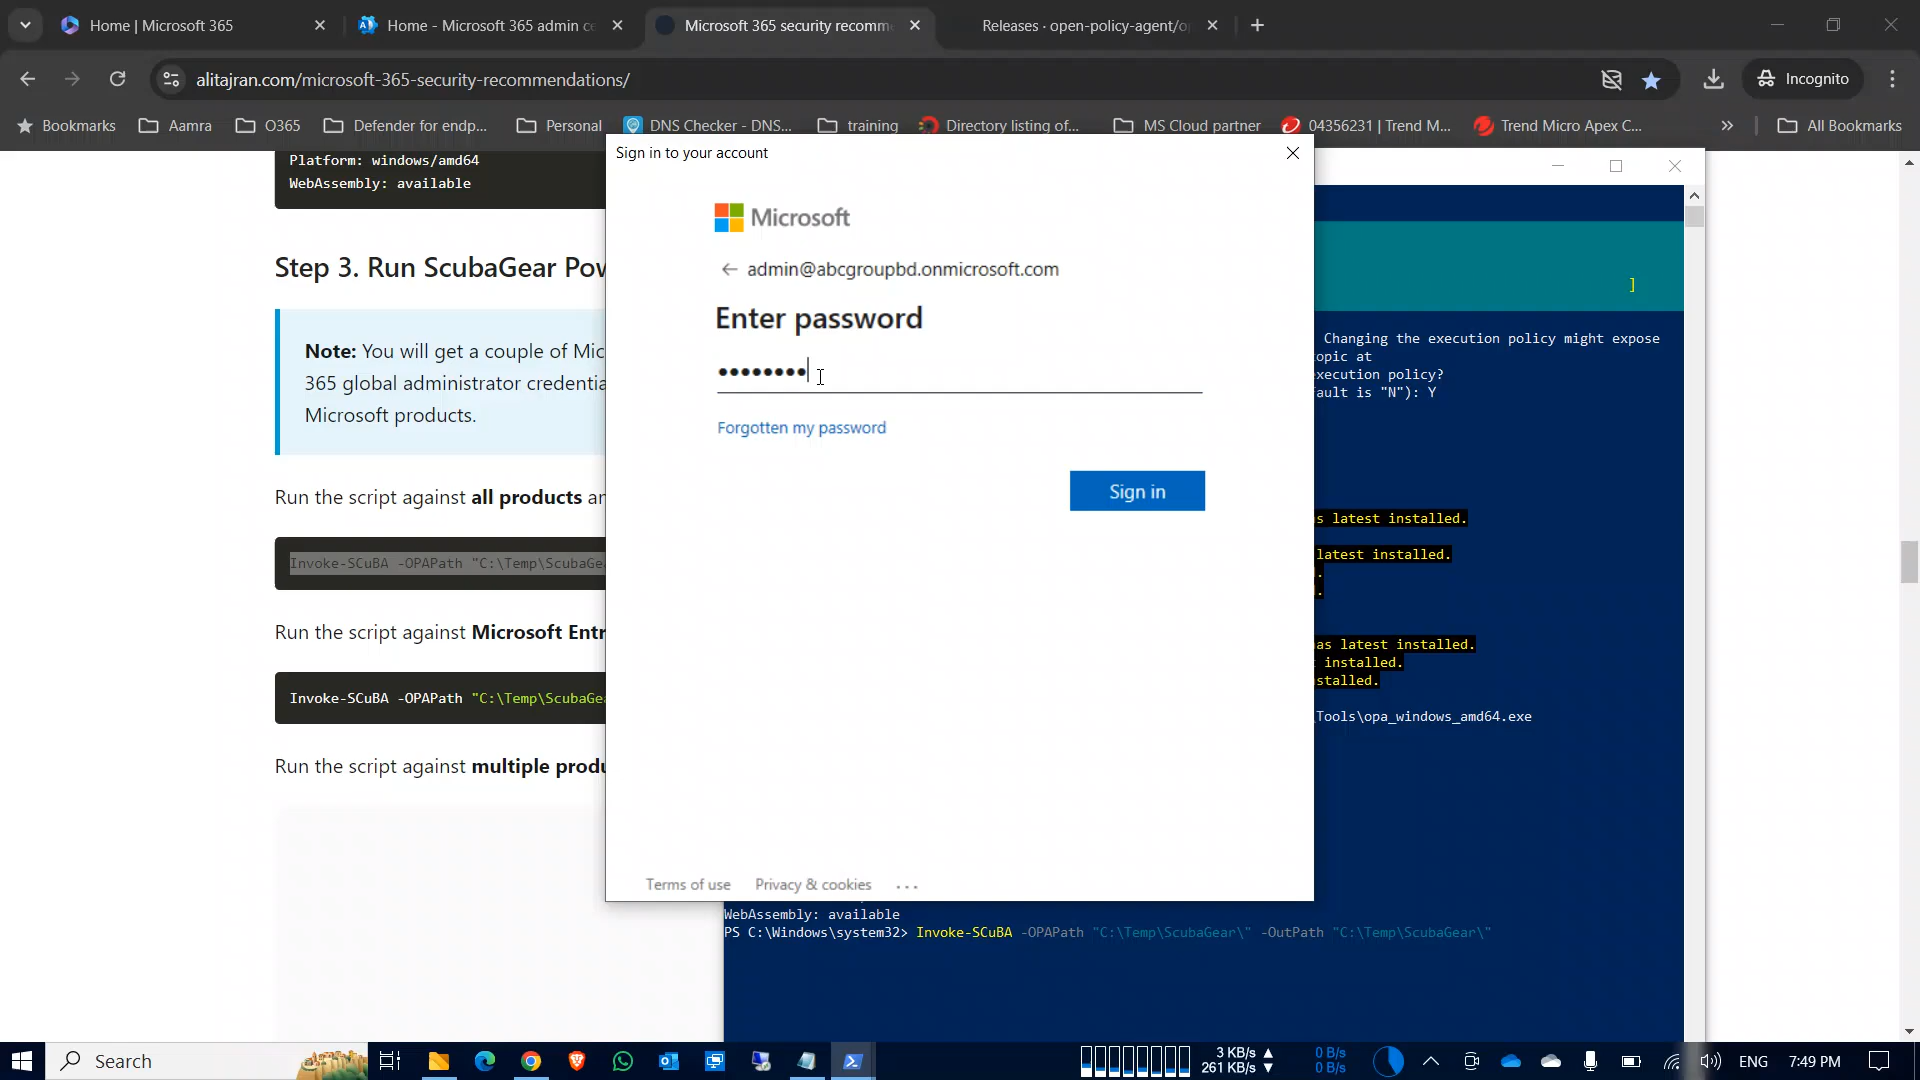 Home | Microsoft 365
Home - Microsoft 365 admin ce
Microsoft 365 security recomm
Releases · open-policy-agent/o
alitajran.com/microsoft-365-security-recommendations/
Incognito
Bookmarks
Aamra
O365
Defender for endp...
Personal
DNS Checker - DNS...
training
Directory listing of...
MS Cloud partner
04356231 | Trend M...
Trend Micro Apex C...
»
All Bookmarks
Platform: windows/amd64
WebAssembly: available
Step 3. Run ScubaGear Pow
Note: You will get a couple of Mic
365 global administrator credentia
Microsoft products.
Run the script against all products an
Invoke-SCuBA -OPAPath "C:\Temp\ScubaGe
Run the script against Microsoft Entr
Invoke-SCuBA -OPAPath "C:\Temp\ScubaGea
Run the script against multiple produ
Sign in to your account
Microsoft
admin@abcgroupbd.onmicrosoft.com
Enter password
••••••••
Forgotten my password
Sign in
Terms of use
Privacy & cookies
...
]
Changing the execution policy might expose
opic at
execution policy?
fault is "N"): Y
s latest installed.
latest installed.
.
.
as latest installed.
installed.
stalled.
\Tools\opa_windows_amd64.exe
WebAssembly: available
PS C:\Windows\system32> Invoke-SCuBA -OPAPath "C:\Temp\ScubaGear\" -OutPath "C:\Temp\ScubaGear\"
Search
3 KB/s
261 KB/s
0 B/s
0 B/s
ENG
7:49 PM